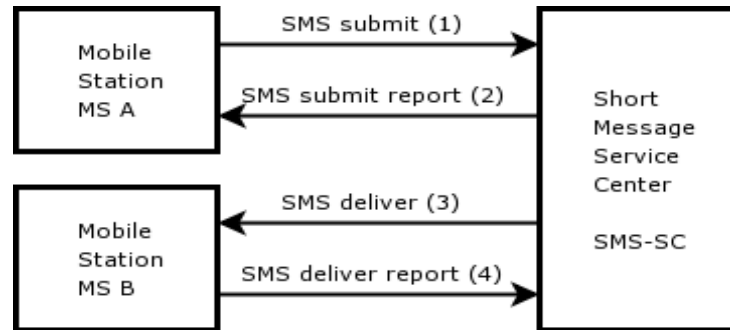 SMS submit (1)
Mobile
Station
MS A
SMS submit report (2)
Short
Message
Service
Center
SMS-SC
SMS deliver (3)
Mobile
Station
MS B
SMS deliver report (4)